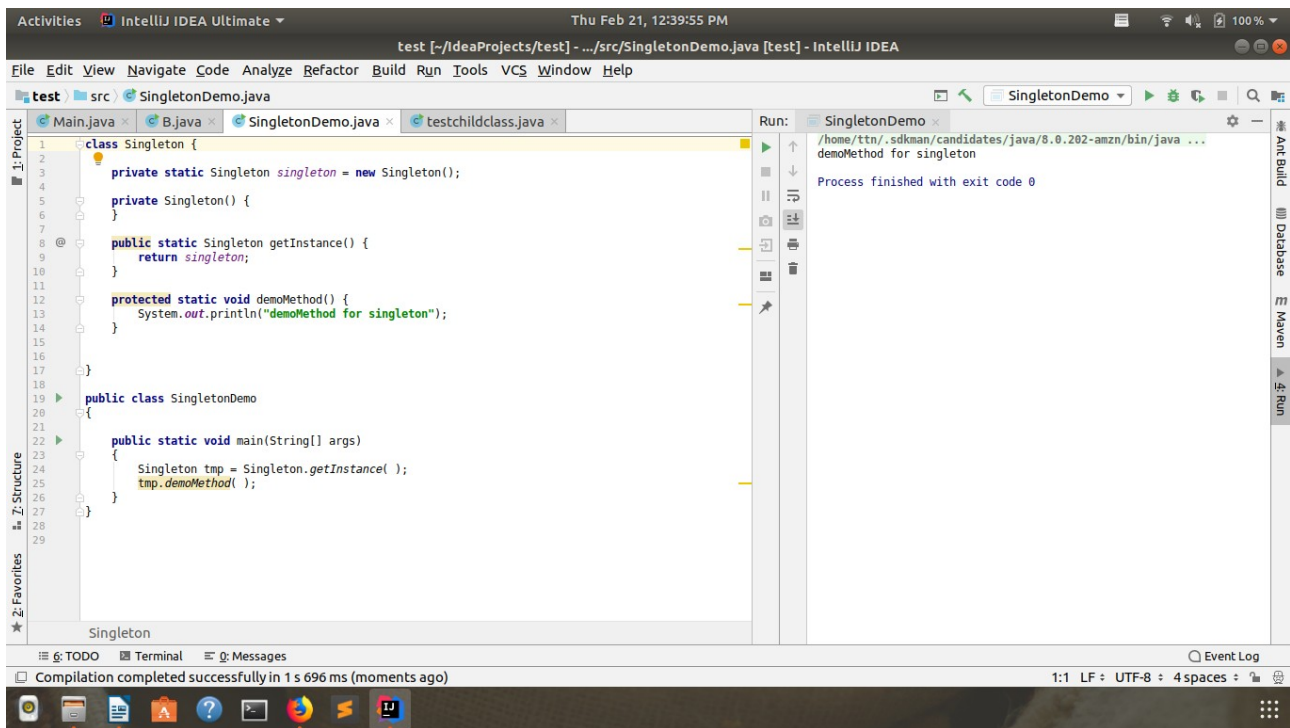 Activities IntelliJ IDEA Ultimate Thu Feb 21, 12:39:55 PM 100 %
test [~/IdeaProjects/test] - .../src/SingletonDemo.java [test] - IntelliJ IDEA
File Edit View Navigate Code Analyze Refactor Build Run Tools VCS Window Help
test src SingletonDemo.java SingletonDemo
Main.java B.java SingletonDemo.java testchildclass.java
1 class Singleton {
2
3 private static Singleton singleton = new Singleton();
4
5 private Singleton() {
6 }
7
8 @ public static Singleton getInstance() {
9 return singleton;
10 }
11
12 protected static void demoMethod() {
13 System.out.println("demoMethod for singleton");
14 }
15
16
17 }
18
19 public class SingletonDemo
20 {
21
22 public static void main(String[] args)
23 {
24 Singleton tmp = Singleton.getInstance( );
25 tmp.demoMethod( );
26 }
27 }
28
29
Singleton
Run: SingletonDemo
/home/ttn/.sdkman/candidates/java/8.0.202-amzn/bin/java ...
demoMethod for singleton
Process finished with exit code 0
1: Project
7: Structure
2: Favorites
Ant Build
Database
m Maven
4: Run
6: TODO Terminal 0: Messages Event Log
Compilation completed successfully in 1 s 696 ms (moments ago) 1:1 LF UTF-8 4 spaces